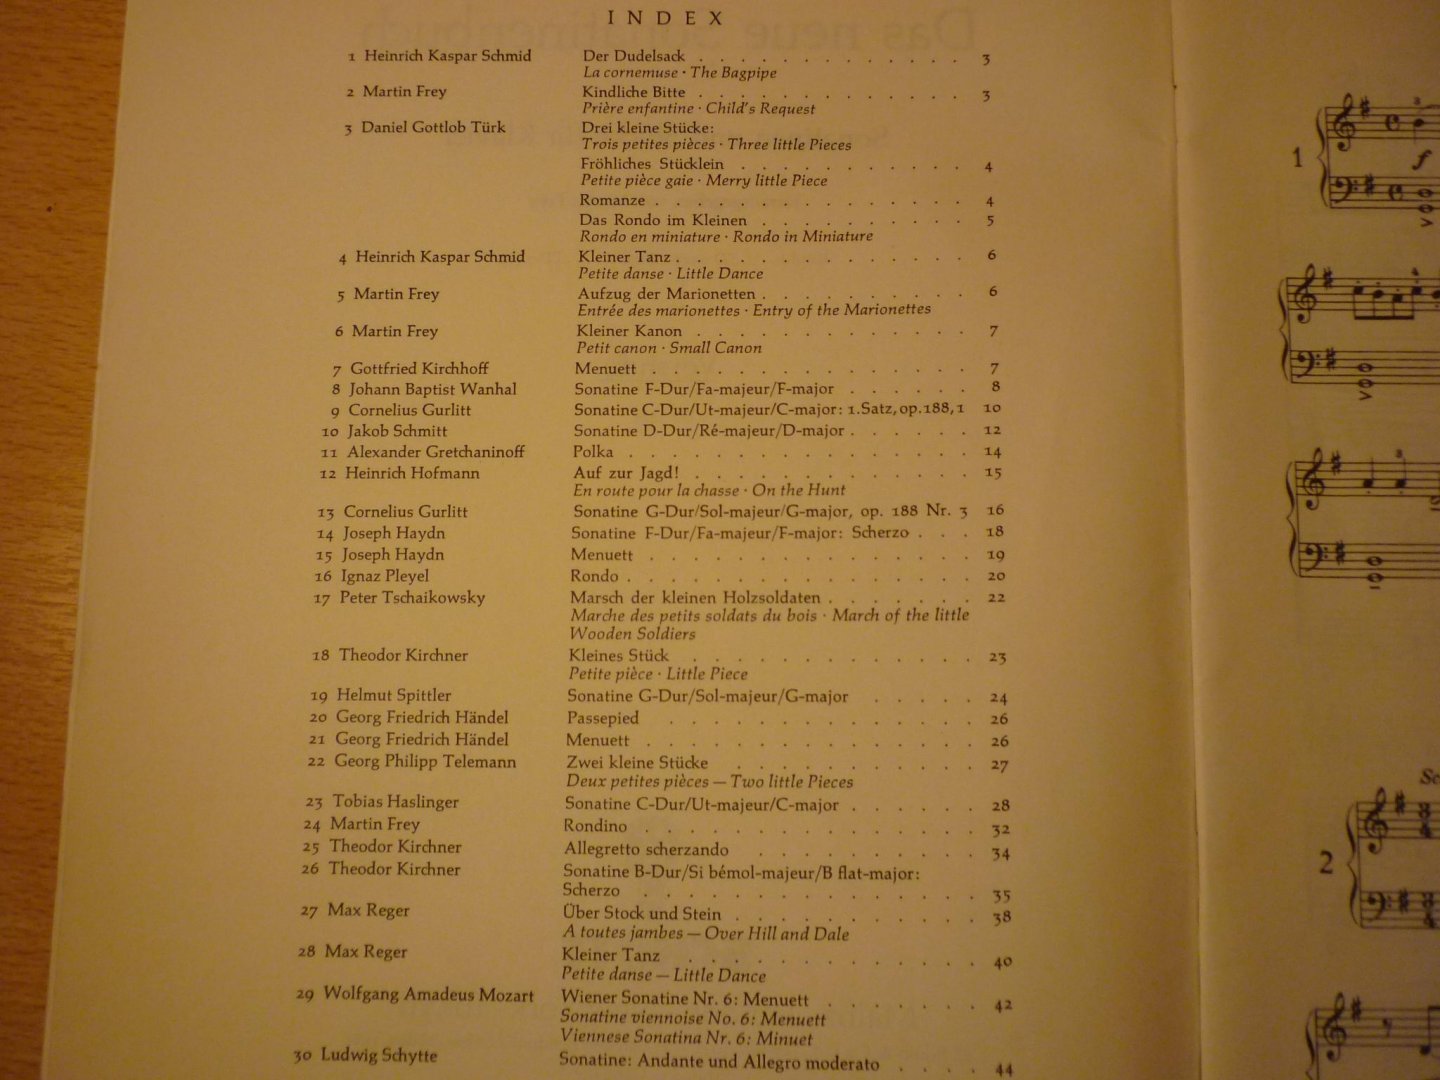 INDEX
1 Heinrich Kaspar Schmid Der Dudelsack . . . . . . . . . . . . 3
La cornemuse · The Bagpipe
2 Martin Frey Kindliche Bitte . . . . . . . . . . . . 3
Prière enfantine · Child's Request
3 Daniel Gottlob Türk Drei kleine Stücke:
Trois petites pièces · Three little Pieces
Fröhliches Stücklein . . . . . . . . . . . 4
Petite pièce gaie · Merry little Piece
Romanze . . . . . . . . . . . . . . . 4
Das Rondo im Kleinen . . . . . . . . . . 5
Rondo en miniature · Rondo in Miniature
4 Heinrich Kaspar Schmid Kleiner Tanz . . . . . . . . . . . . . 6
Petite danse · Little Dance
5 Martin Frey Aufzug der Marionetten . . . . . . . . . . 6
Entrée des marionettes · Entry of the Marionettes
6 Martin Frey Kleiner Kanon . . . . . . . . . . . . . 7
Petit canon · Small Canon
7 Gottfried Kirchhoff Menuett . . . . . . . . . . . . . . . 7
8 Johann Baptist Wanhal Sonatine F-Dur/Fa-majeur/F-major . . . . . . 8
9 Cornelius Gurlitt Sonatine C-Dur/Ut-majeur/C-major: 1.Satz, op.188,1 10
10 Jakob Schmitt Sonatine D-Dur/Ré-majeur/D-major . . . . . . 12
11 Alexander Gretchaninoff Polka . . . . . . . . . . . . . . . . 14
12 Heinrich Hofmann Auf zur Jagd! . . . . . . . . . . . . . 15
En route pour la chasse · On the Hunt
13 Cornelius Gurlitt Sonatine G-Dur/Sol-majeur/G-major, op. 188 Nr. 3 16
14 Joseph Haydn Sonatine F-Dur/Fa-majeur/F-major: Scherzo . . . 18
15 Joseph Haydn Menuett . . . . . . . . . . . . . . . 19
16 Ignaz Pleyel Rondo . . . . . . . . . . . . . . . . 20
17 Peter Tschaikowsky Marsch der kleinen Holzsoldaten . . . . . . . 22
Marche des petits soldats du bois · March of the little
Wooden Soldiers
18 Theodor Kirchner Kleines Stück . . . . . . . . . . . . . 23
Petite pièce · Little Piece
19 Helmut Spittler Sonatine G-Dur/Sol-majeur/G-major . . . . . 24
20 Georg Friedrich Händel Passepied . . . . . . . . . . . . . . 26
21 Georg Friedrich Händel Menuett . . . . . . . . . . . . . . . 26
22 Georg Philipp Telemann Zwei kleine Stücke . . . . . . . . . . . 27
Deux petites pièces — Two little Pieces
23 Tobias Haslinger Sonatine C-Dur/Ut-majeur/C-major . . . . . . 28
24 Martin Frey Rondino . . . . . . . . . . . . . . . 32
25 Theodor Kirchner Allegretto scherzando . . . . . . . . . . 34
26 Theodor Kirchner Sonatine B-Dur/Si bémol-majeur/B flat-major:
Scherzo . . . . . . . . . . . . . . . 35
27 Max Reger Über Stock und Stein . . . . . . . . . . . 38
A toutes jambes — Over Hill and Dale
28 Max Reger Kleiner Tanz . . . . . . . . . . . . . 40
Petite danse — Little Dance
29 Wolfgang Amadeus Mozart Wiener Sonatine Nr. 6: Menuett . . . . . . . 42
Sonatine viennoise No. 6: Menuett
Viennese Sonatina Nr. 6: Minuet
30 Ludwig Schytte Sonatine: Andante und Allegro moderato . . . . 44
1
2